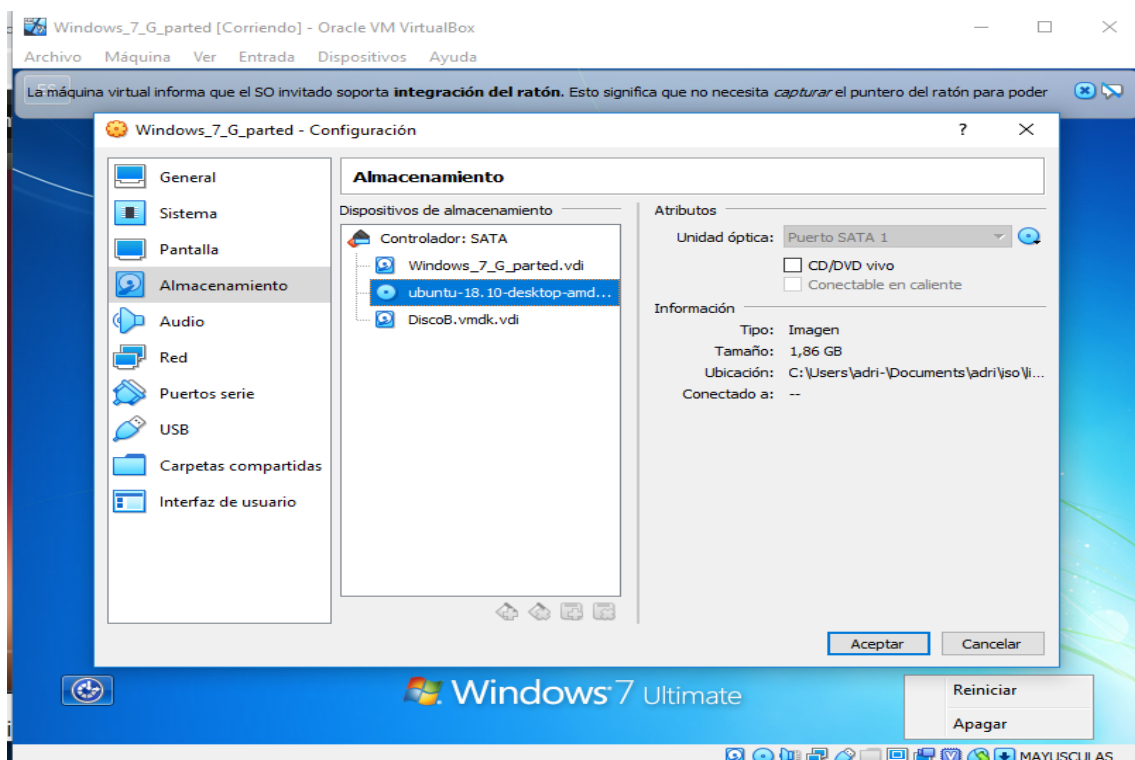 Windows_7_G_parted [Corriendo] - Oracle VM VirtualBox
Archivo Máquina Ver Entrada Dispositivos Ayuda
La máquina virtual informa que el SO invitado soporta integración del ratón. Esto significa que no necesita capturar el puntero del ratón para poder
Windows_7_G_parted - Configuración
?
General
Sistema
Pantalla
Almacenamiento
Audio
Red
Puertos serie
USB
Carpetas compartidas
Interfaz de usuario
Almacenamiento
Dispositivos de almacenamiento
Controlador: SATA
Windows_7_G_parted.vdi
ubuntu-18.10-desktop-amd...
DiscoB.vmdk.vdi
Atributos
Unidad óptica: Puerto SATA 1
CD/DVD vivo
Conectable en caliente
Información
Tipo: Imagen
Tamaño: 1,86 GB
Ubicación: C:\Users\adri-\Documents\adri\iso\li...
Conectado a: --
Aceptar Cancelar
Windows 7 Ultimate
Reiniciar
Apagar
MAYUSCULAS